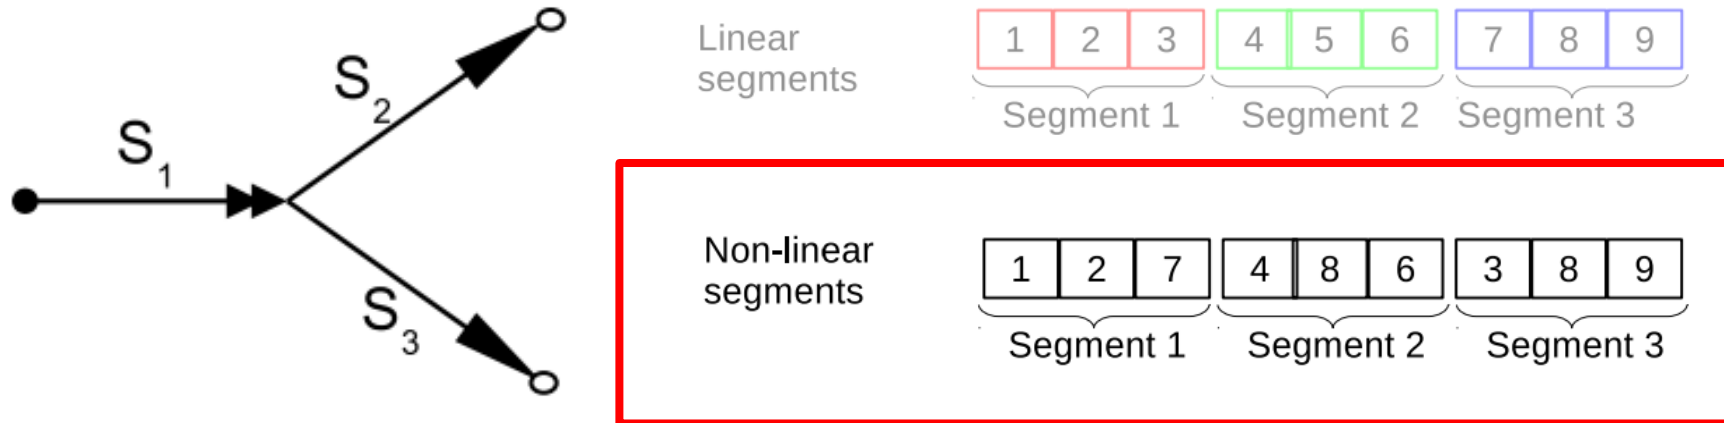 S1
S2
S3
Linear
segments
1 2 3 4 5 6 7 8 9
Segment 1 Segment 2 Segment 3
Non-linear
segments
1 2 7 4 8 6 3 8 9
Segment 1 Segment 2 Segment 3